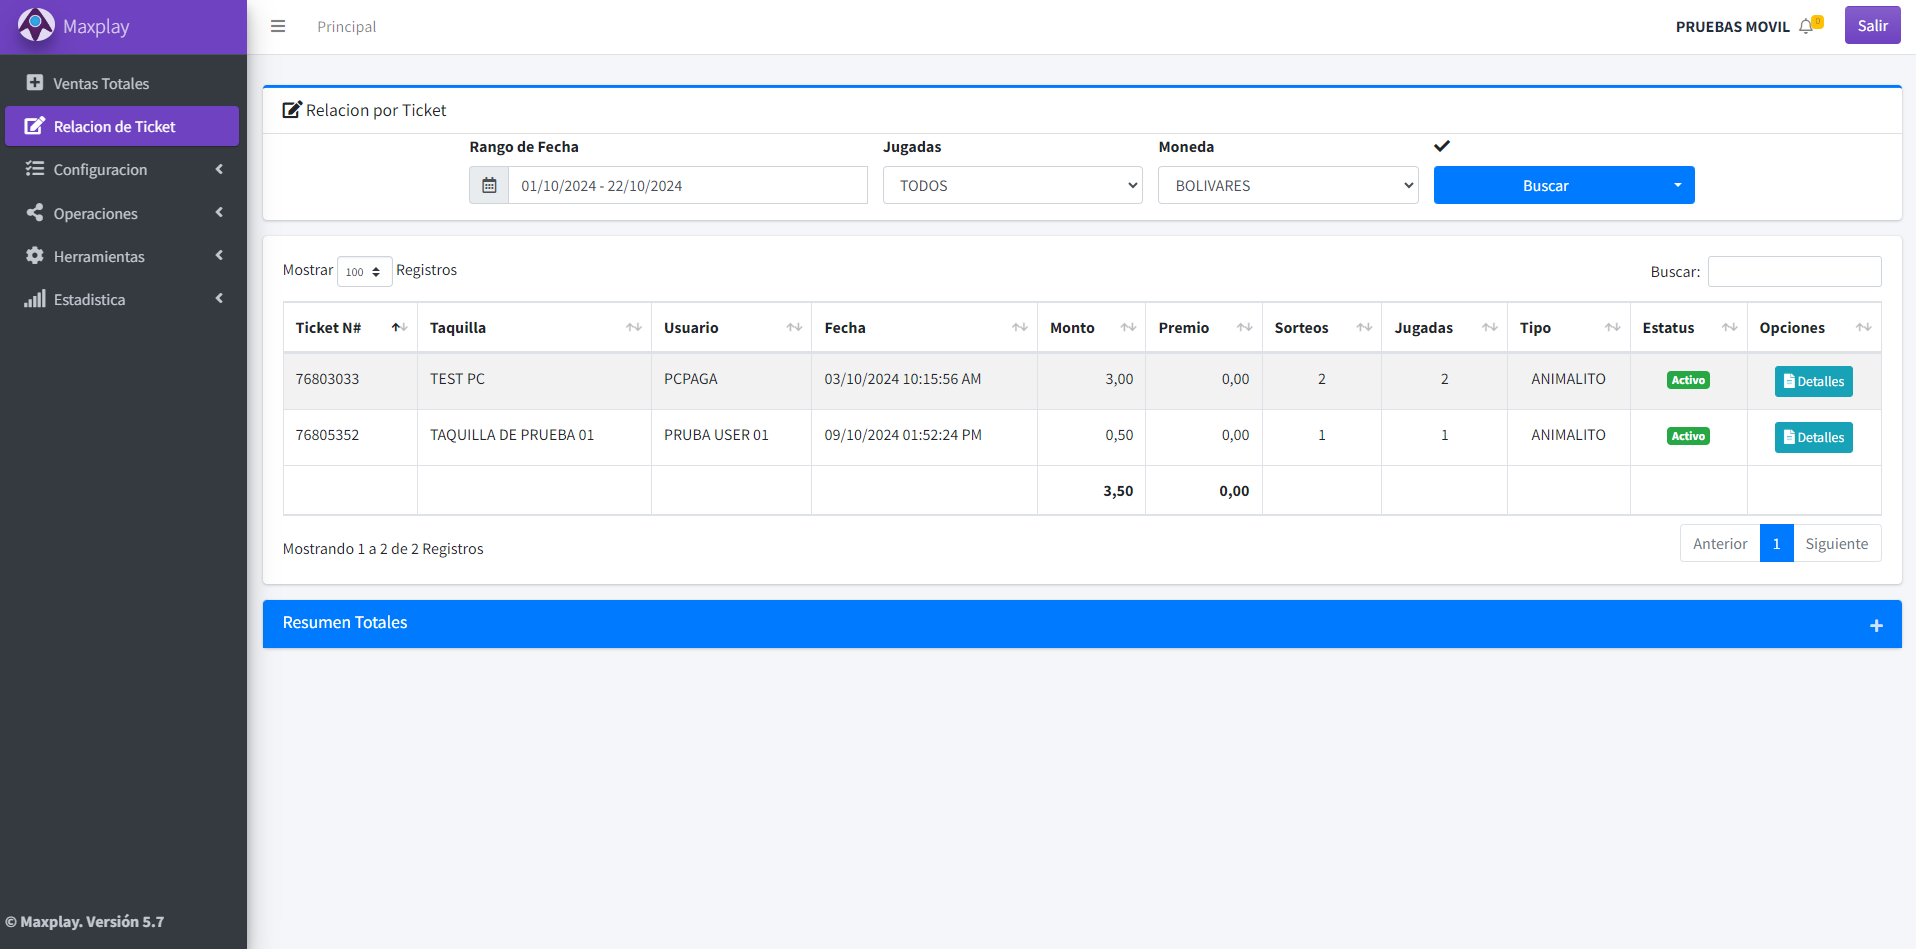 Maxplay
Principal
PRUEBAS MOVIL
0
Salir
Ventas Totales
Relacion de Ticket
Configuracion
Operaciones
Herramientas
Estadistica
© Maxplay. Versión 5.7
Relacion por Ticket
Rango de Fecha Jugadas Moneda
01/10/2024 - 22/10/2024 TODOS BOLIVARES Buscar
Mostrar 100 Registros Buscar:
Ticket N# Taquilla Usuario Fecha Monto Premio Sorteos Jugadas Tipo Estatus Opciones
76803033 TEST PC PCPAGA 03/10/2024 10:15:56 AM 3,00 0,00 2 2 ANIMALITO Activo Detalles
76805352 TAQUILLA DE PRUEBA 01 PRUBA USER 01 09/10/2024 01:52:24 PM 0,50 0,00 1 1 ANIMALITO Activo Detalles
3,50 0,00
Mostrando 1 a 2 de 2 Registros Anterior 1 Siguiente
Resumen Totales